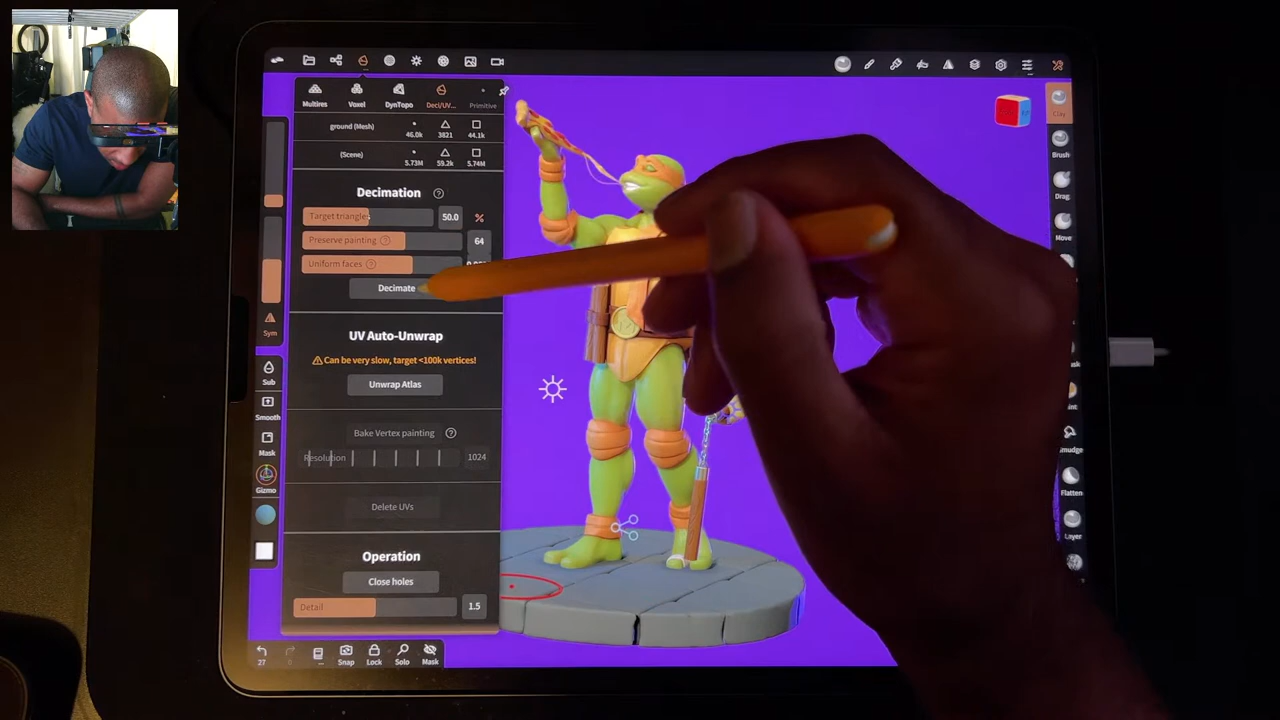 Multires Voxel DynTopo Deci/UV... Primitive
ground (Mesh) 46.0k 3821 44.1k
(Scene) 5.73M 59.2k 5.74M
Decimation ?
Target triangle 50.0 %
Preserve painting ? 64
Uniform faces ?
Decimate
UV Auto-Unwrap
Can be very slow, target <100k vertices!
Unwrap Atlas
Bake Vertex painting ?
Resolution 1024
Delete UVs
Operation
Close holes
Detail 1.5
Sym
Sub
Smooth
Mask
Gizmo
27 0 ... Snap Lock Solo Mask
Clay
Brush
Drag
Move
Flatten
Layer